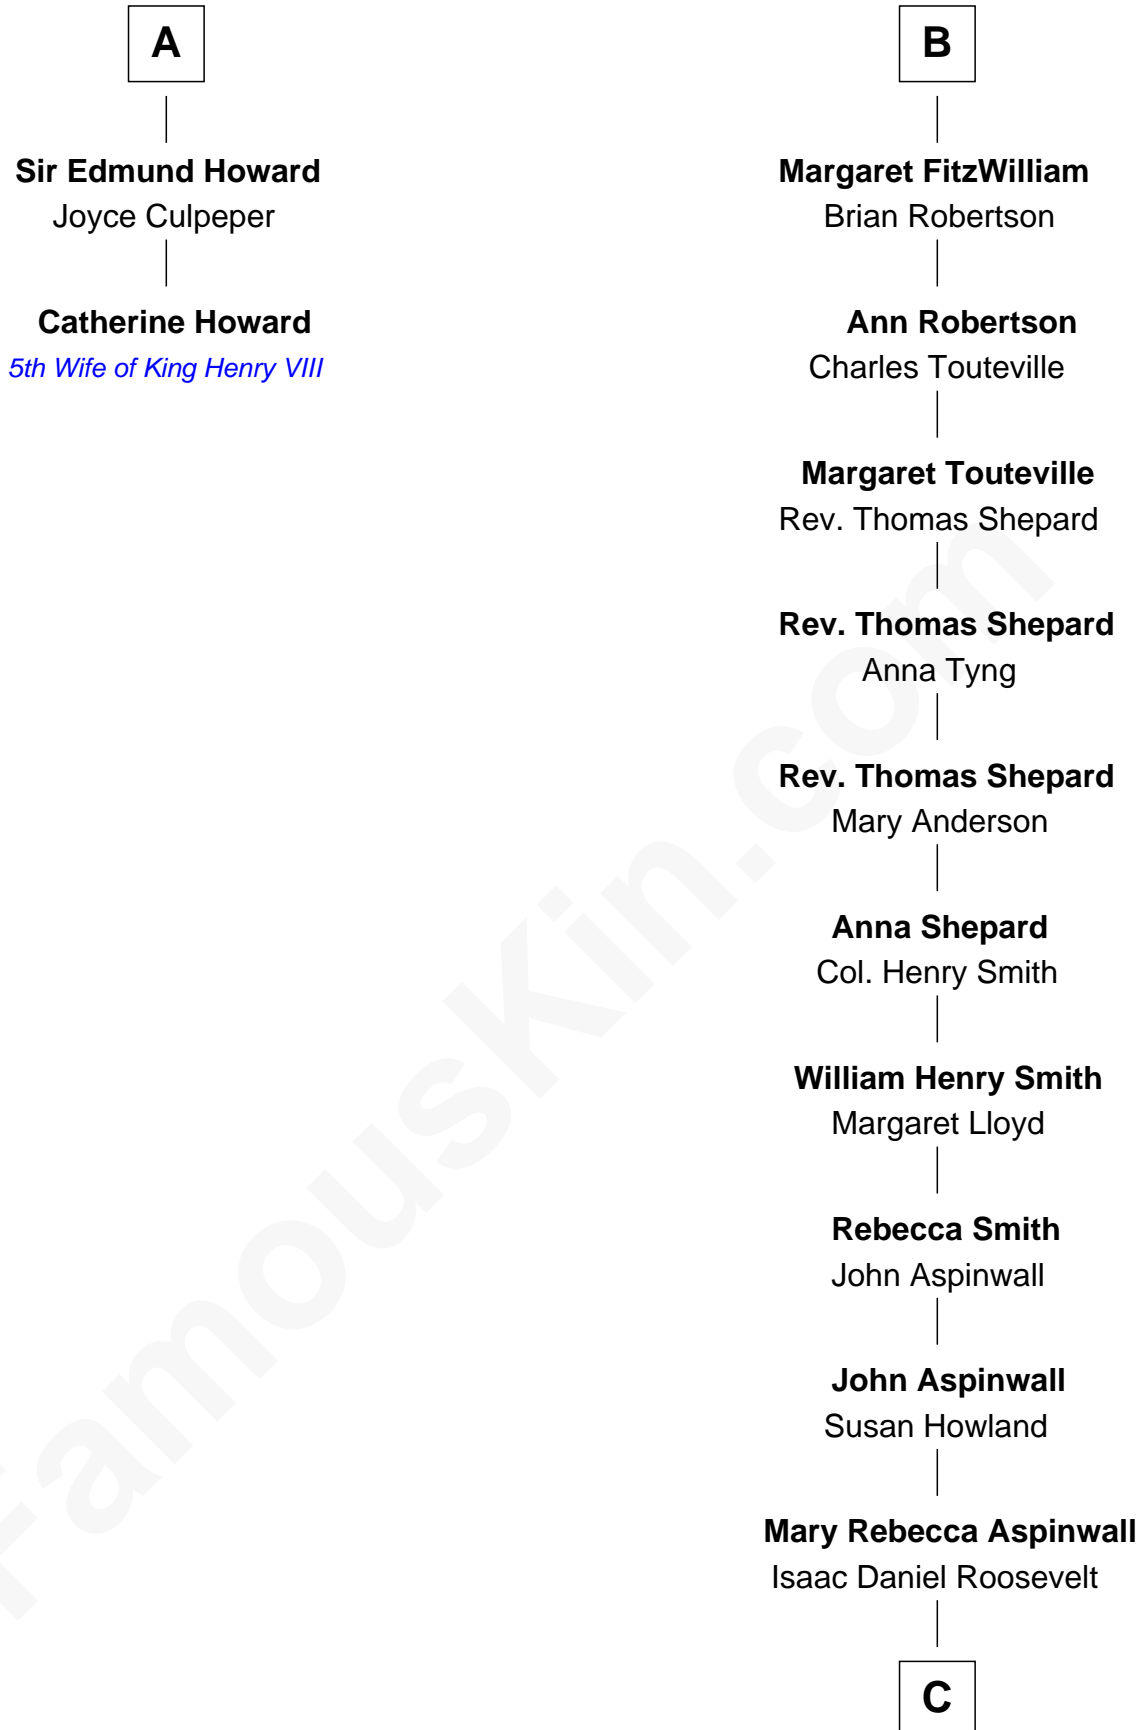 A
Sir Edmund Howard
Joyce Culpeper
Catherine Howard
5th Wife of King Henry VIII
B
Margaret FitzWilliam
Brian Robertson
Ann Robertson
Charles Touteville
Margaret Touteville
Rev. Thomas Shepard
Rev. Thomas Shepard
Anna Tyng
Rev. Thomas Shepard
Mary Anderson
Anna Shepard
Col. Henry Smith
William Henry Smith
Margaret Lloyd
Rebecca Smith
John Aspinwall
John Aspinwall
Susan Howland
Mary Rebecca Aspinwall
Isaac Daniel Roosevelt
C
FamousKin.com